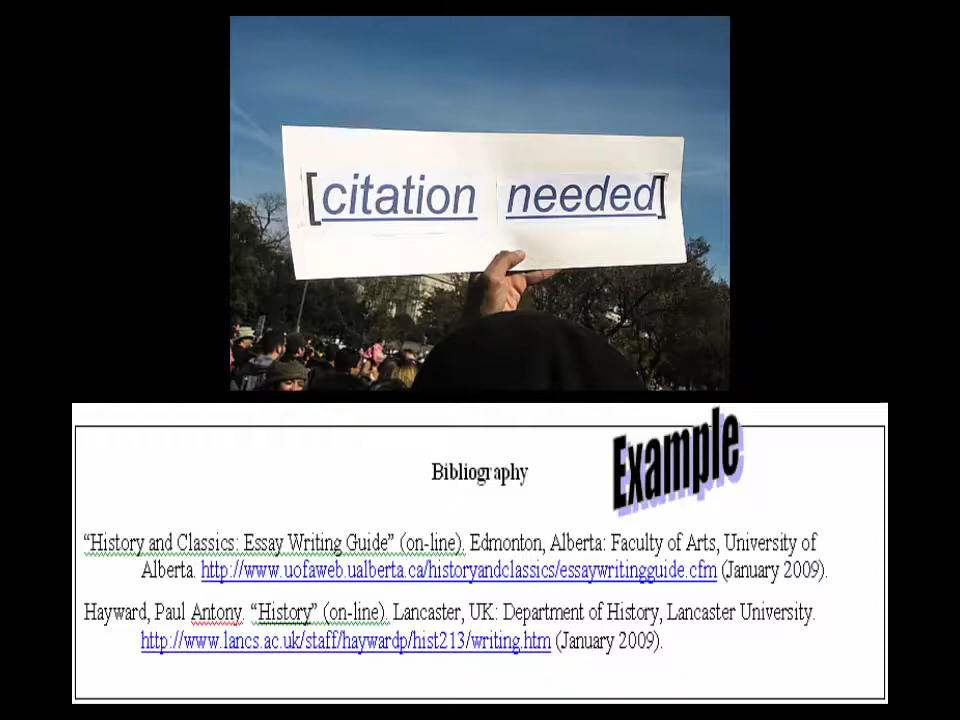 [citation needed]
Example
Bibliography
“History and Classics: Essay Writing Guide” (on-line). Edmonton, Alberta: Faculty of Arts, University of
Alberta. http://www.uofaweb.ualberta.ca/historyandclassics/essaywritingguide.cfm (January 2009).
Hayward, Paul Antony. “History” (on-line). Lancaster, UK: Department of History, Lancaster University.
http://www.lancs.ac.uk/staff/haywardp/hist213/writing.htm (January 2009).